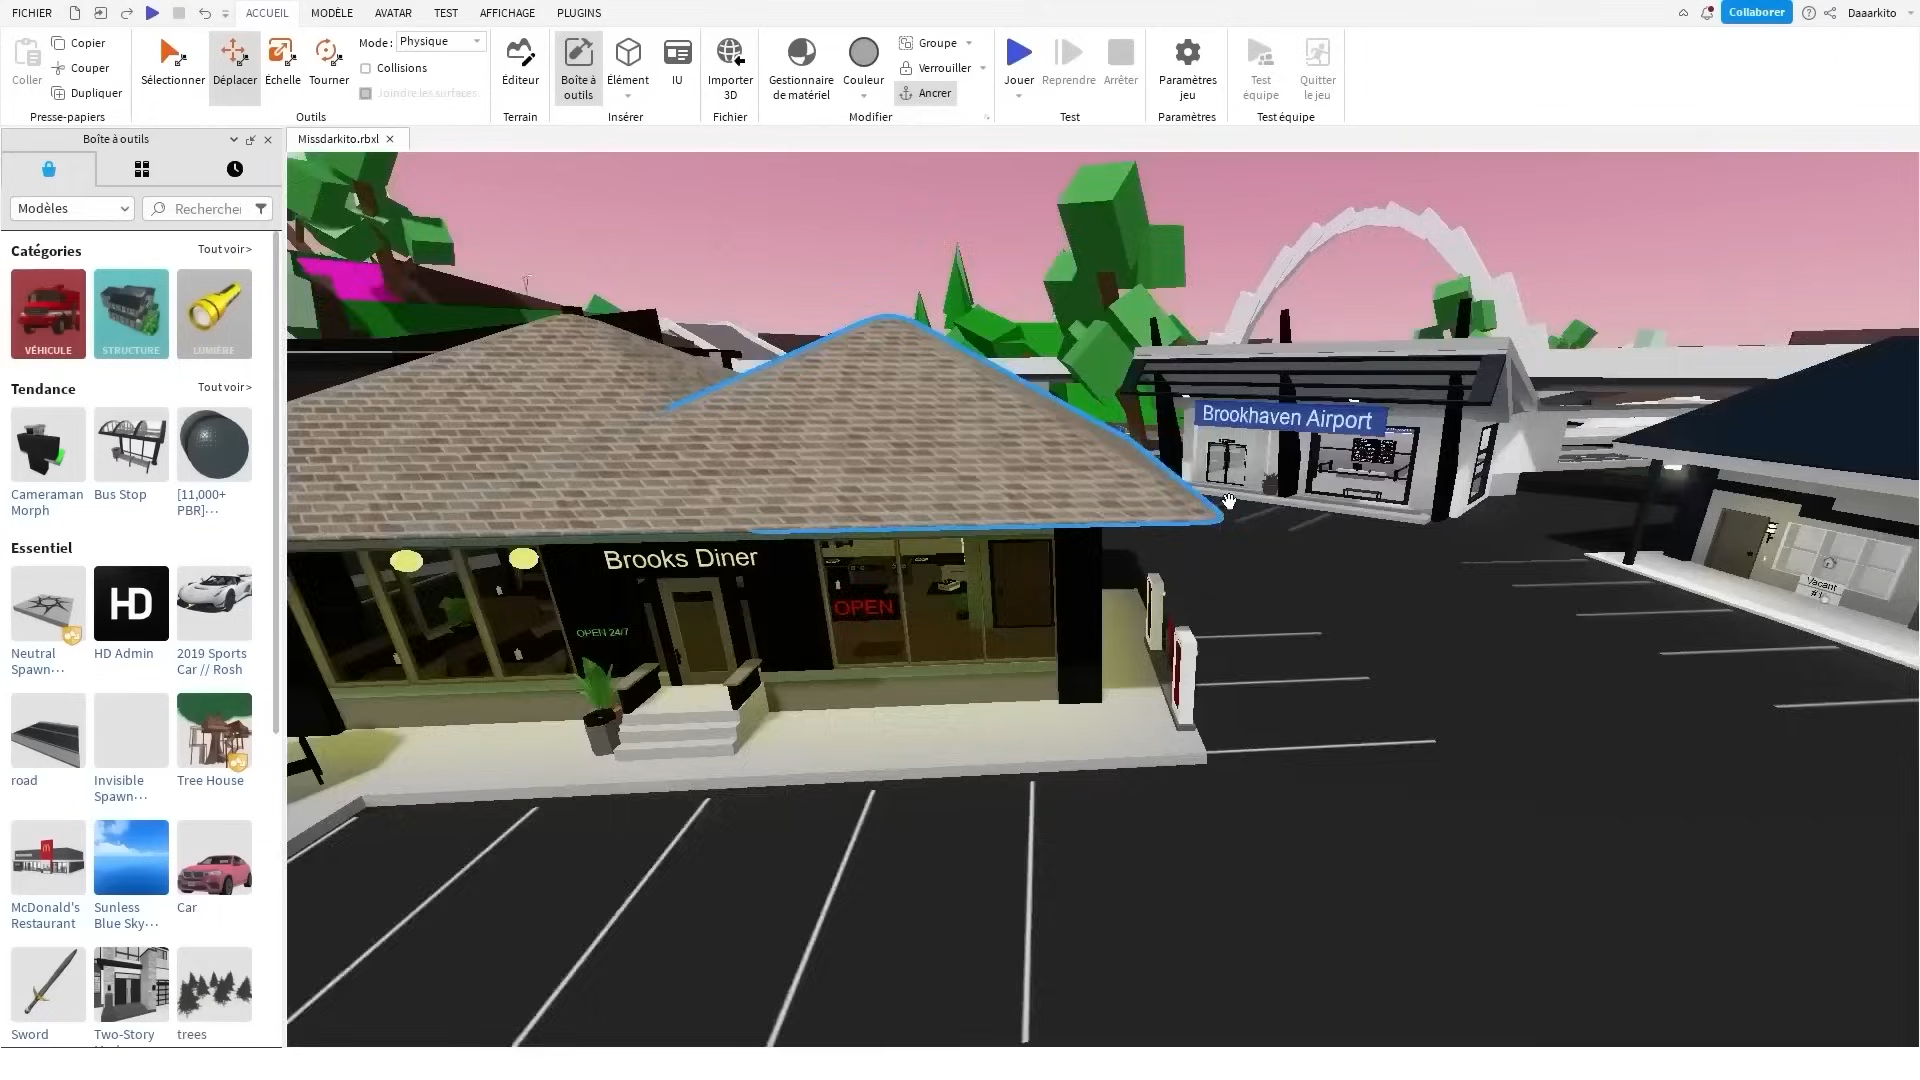 FICHIER
ACCUEIL
MODÈLE
AVATAR
TEST
AFFICHAGE
PLUGINS
Collaborer
Daaarkito
Coller
Copier
Couper
Dupliquer
Presse-papiers
Sélectionner
Déplacer
Échelle
Tourner
Mode:
Physique
Collisions
Joindre les surfaces
Outils
Éditeur
Terrain
Boîte à outils
Élément
IU
Insérer
Importer 3D
Fichier
Gestionnaire de matériel
Couleur
Groupe
Verrouiller
Ancrer
Modifier
Jouer
Reprendre
Arrêter
Test
Paramètres jeu
Paramètres
Test équipe
Quitter le jeu
Test équipe
Boîte à outils
Missdarkito.rbxl
Modèles
Rechercher
Catégories
Tout voir >
VÉHICULE
STRUCTURE
LUMIÈRE
Tendance
Tout voir >
Cameraman Morph
Bus Stop
[11,000+ PBR]...
Essentiel
HD
Neutral Spawn...
HD Admin
2019 Sports Car // Rosh
road
Invisible Spawn...
Tree House
McDonald's Restaurant
Sunless Blue Sky...
Car
Sword
Two-Story
trees
Brookhaven Airport
Brooks Diner
OPEN
OPEN 24/7
Vacant